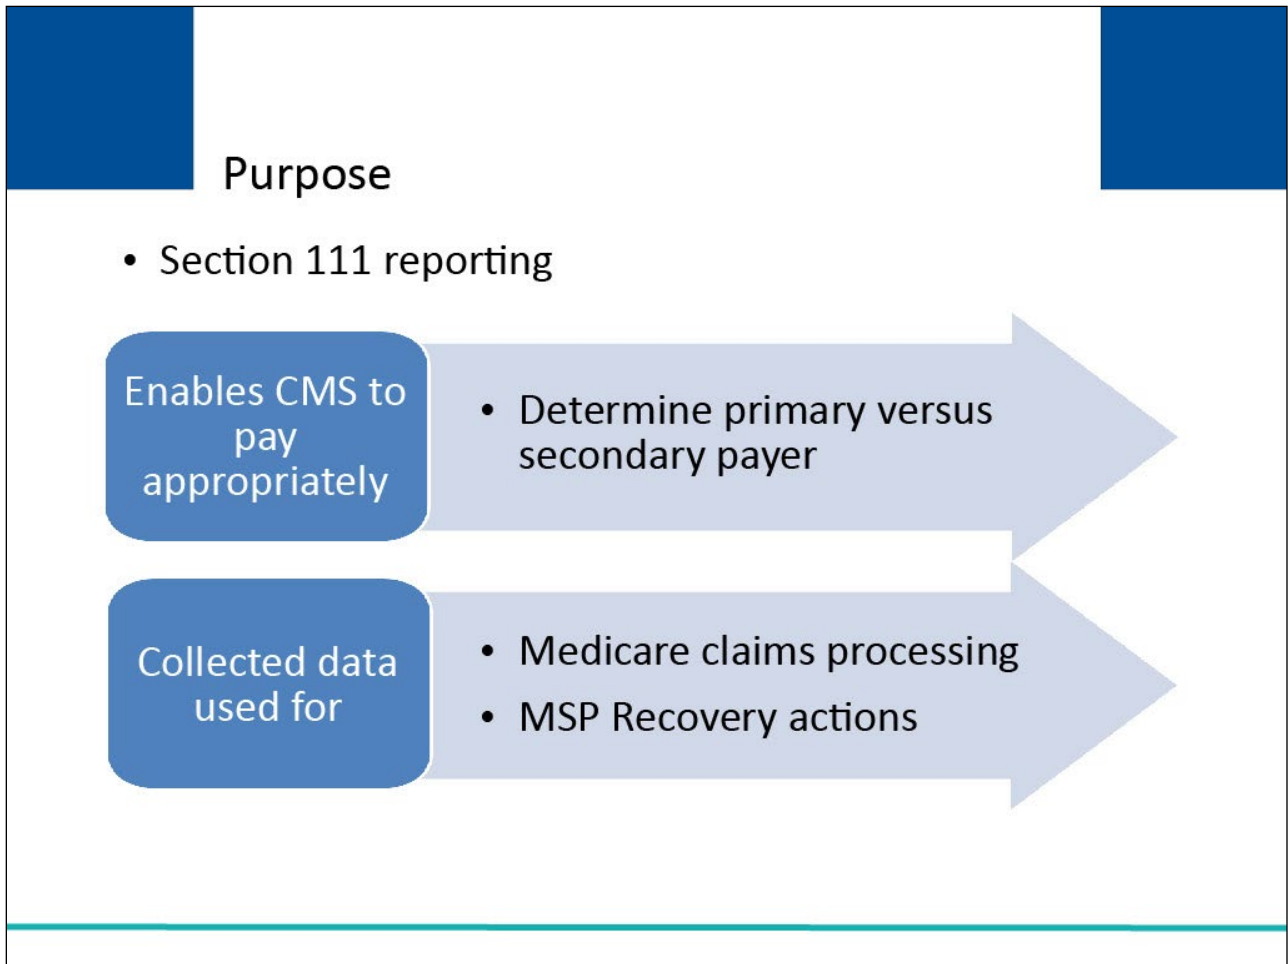 Purpose
• Section 111 reporting
Enables CMS to
pay
appropriately
• Determine primary versus
secondary payer
Collected data
used for
• Medicare claims processing
• MSP Recovery actions